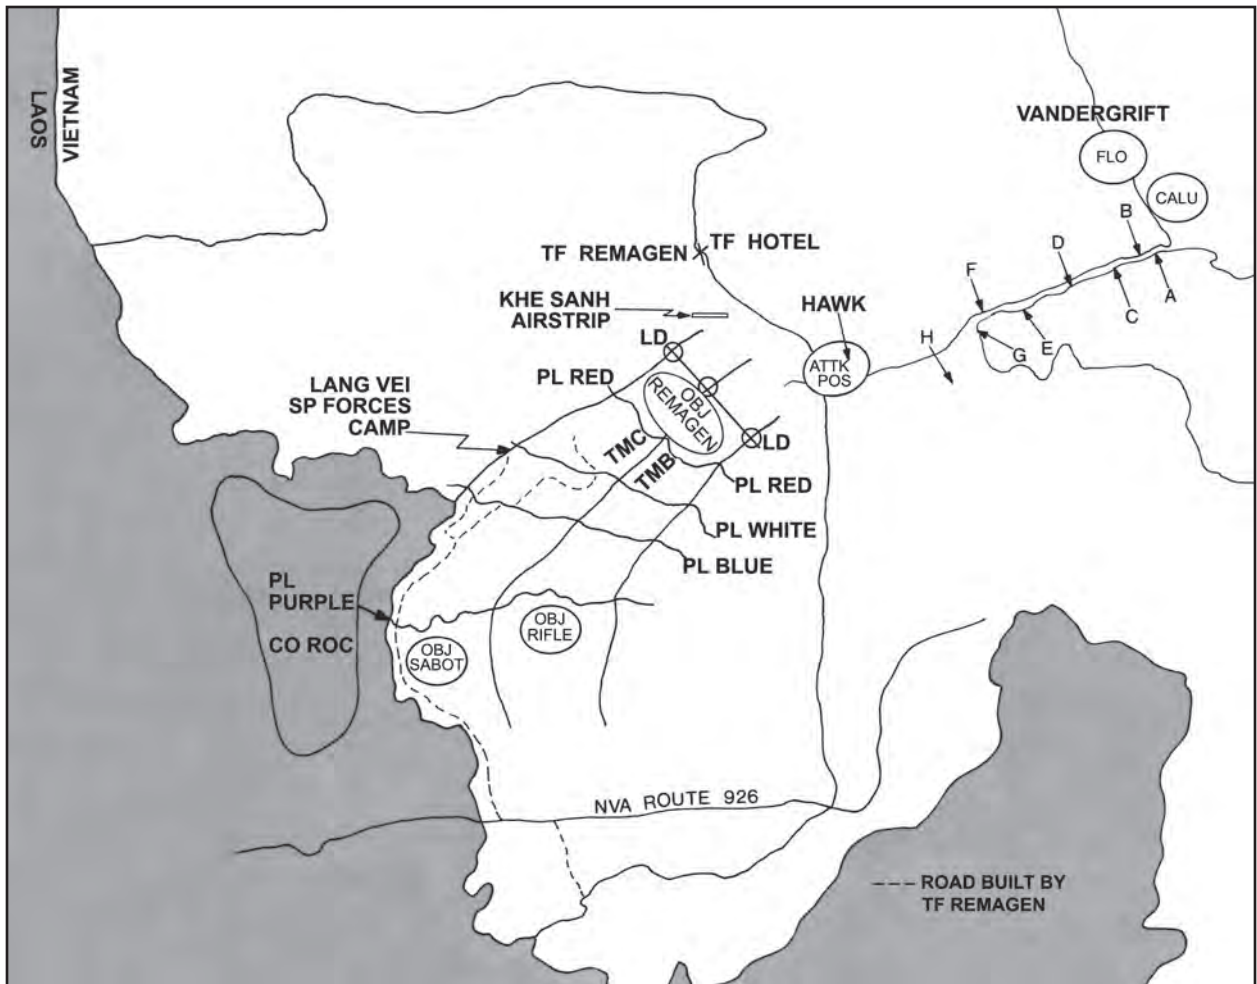 LAOS
VIETNAM
VANDERGRIFT
FLO
CALU
B
D
TF REMAGEN
TF HOTEL
F
A
C
E
G
H
KHE SANH
AIRSTRIP
HAWK
LD
ATTK
POS
PL RED
OBJ
REMAGEN
LANG VEI
SP FORCES
CAMP
TMC
LD
TMB
PL RED
PL WHITE
PL BLUE
PL
PURPLE
CO ROC
OBJ
RIFLE
OBJ
SABOT
NVA ROUTE 926
ROAD BUILT BY
TF REMAGEN